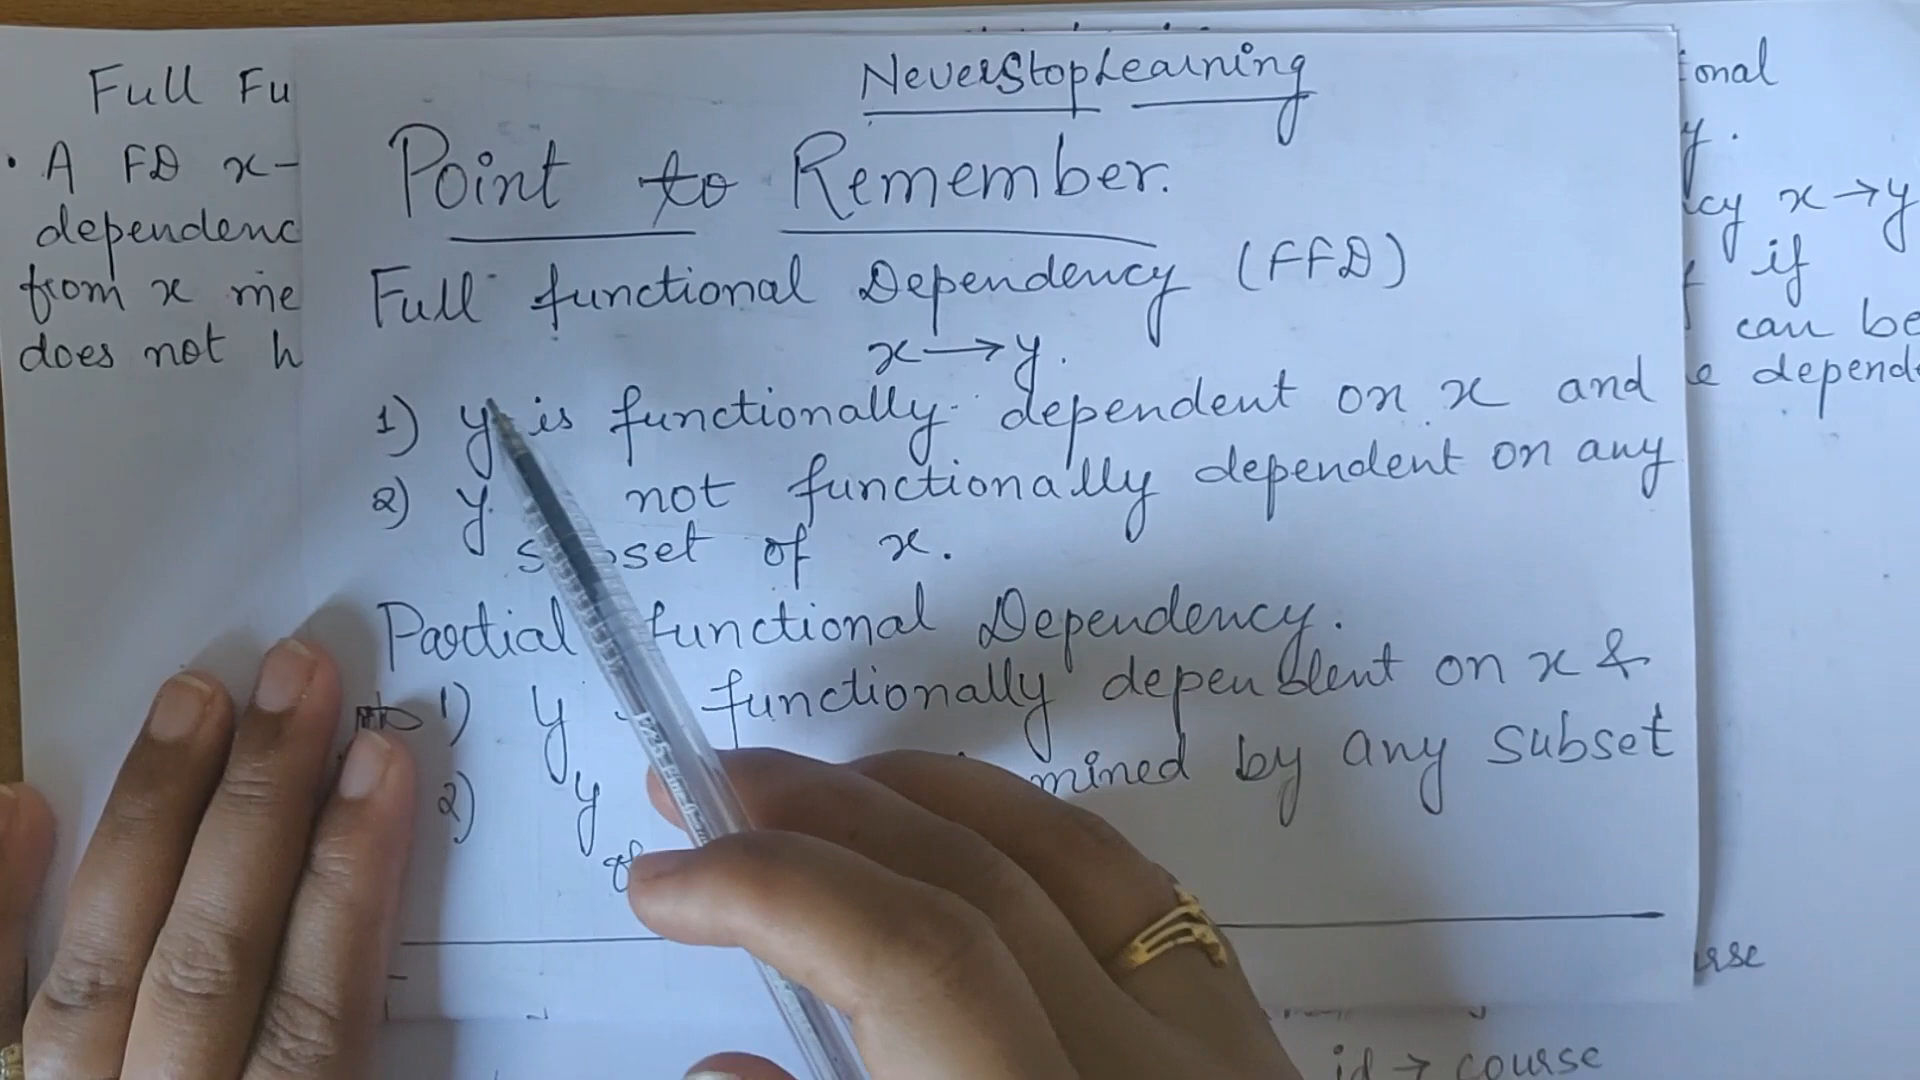 NeverStopLearning
Point to Remember.
Full functional Dependency (FFD)
x → y.
1) y is functionally dependent on x and
2) y not functionally dependent on any
subset of x.
Partial functional Dependency.
1) y functionally dependent on x &
2) y mined by any subset
of
Full Fu
• A FD x-
dependenc
from x me
does not h
onal
y.
cy x → y
if
can be
e depend
urse
id → course